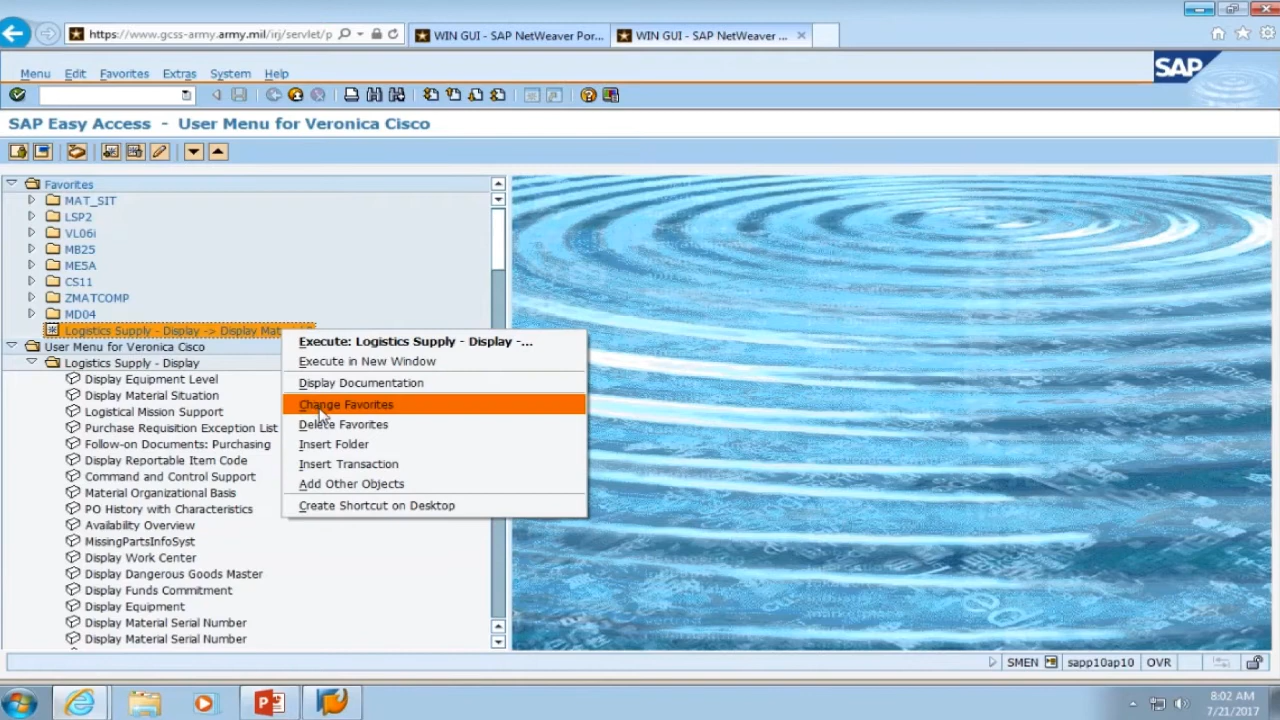 https://www.gcss-army.army.mil/irj/servlet/p
WIN GUI - SAP NetWeaver Por...
WIN GUI - SAP NetWeaver ...
Menu Edit Favorites Extras System Help
SAP
SAP Easy Access - User Menu for Veronica Cisco
Favorites
MAT_SIT
LSP2
VL06i
MB25
ME5A
CS11
ZMATCOMP
MD04
Logistics Supply - Display -> Display Mat
User Menu for Veronica Cisco
Logistics Supply - Display
Display Equipment Level
Display Material Situation
Logistical Mission Support
Purchase Requisition Exception List
Follow-on Documents: Purchasing
Display Reportable Item Code
Command and Control Support
Material Organizational Basis
PO History with Characteristics
Availability Overview
MissingPartsInfoSyst
Display Work Center
Display Dangerous Goods Master
Display Funds Commitment
Display Equipment
Display Material Serial Number
Display Material Serial Number
Execute: Logistics Supply - Display -...
Execute in New Window
Display Documentation
Change Favorites
Delete Favorites
Insert Folder
Insert Transaction
Add Other Objects
Create Shortcut on Desktop
SMEN sapp10ap10 OVR
8:02 AM
7/21/2017